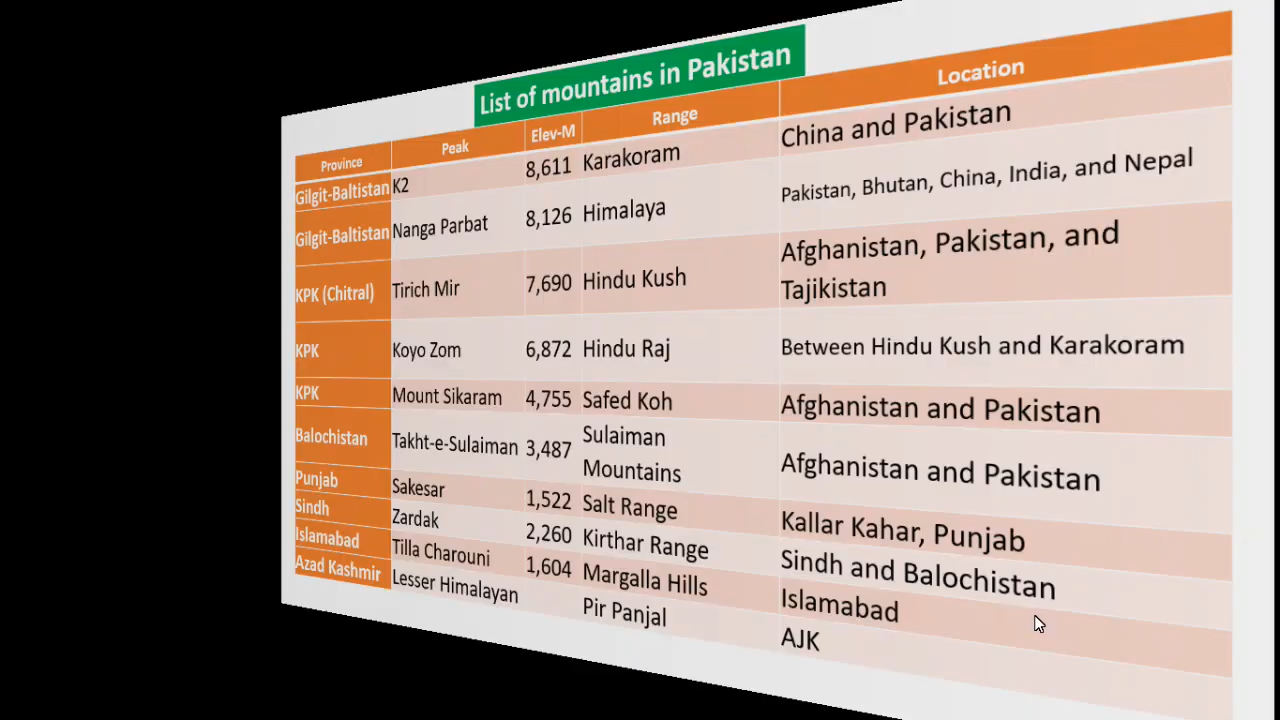 List of mountains in Pakistan
Province Peak Elev-M Range Location
Gilgit-Baltistan K2 8,611 Karakoram China and Pakistan
Gilgit-Baltistan Nanga Parbat 8,126 Himalaya Pakistan, Bhutan, China, India, and Nepal
KPK (Chitral) Tirich Mir 7,690 Hindu Kush Afghanistan, Pakistan, and
Tajikistan
KPK Koyo Zom 6,872 Hindu Raj Between Hindu Kush and Karakoram
KPK Mount Sikaram 4,755 Safed Koh Afghanistan and Pakistan
Balochistan Takht-e-Sulaiman 3,487 Sulaiman
Mountains Afghanistan and Pakistan
Punjab Sakesar 1,522 Salt Range Kallar Kahar, Punjab
Sindh Zardak 2,260 Kirthar Range Sindh and Balochistan
Islamabad Tilla Charouni 1,604 Margalla Hills Islamabad
Azad Kashmir Lesser Himalayan Pir Panjal AJK